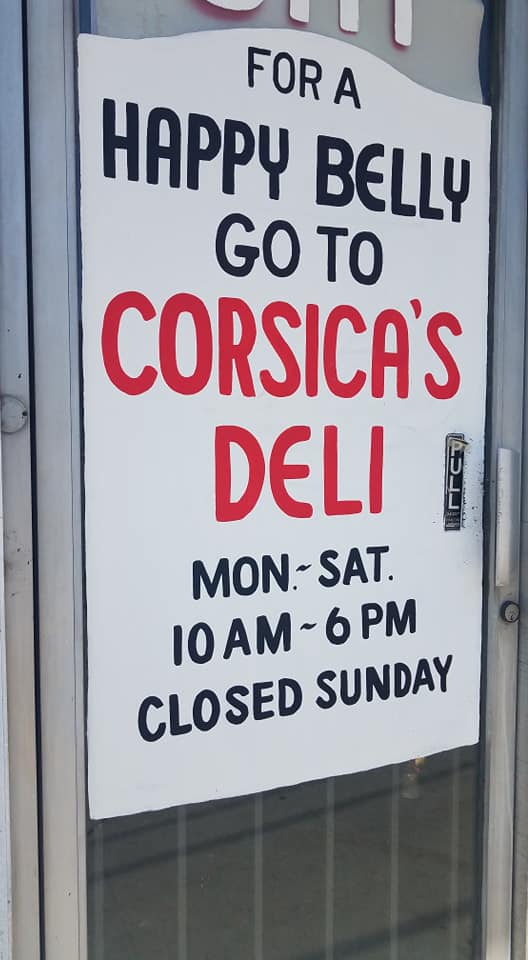 FOR A
HAPPY BELLY
GO TO
CORSICA'S
DELI
PULL
MON.~SAT.
10 AM ~ 6 PM
CLOSED SUNDAY